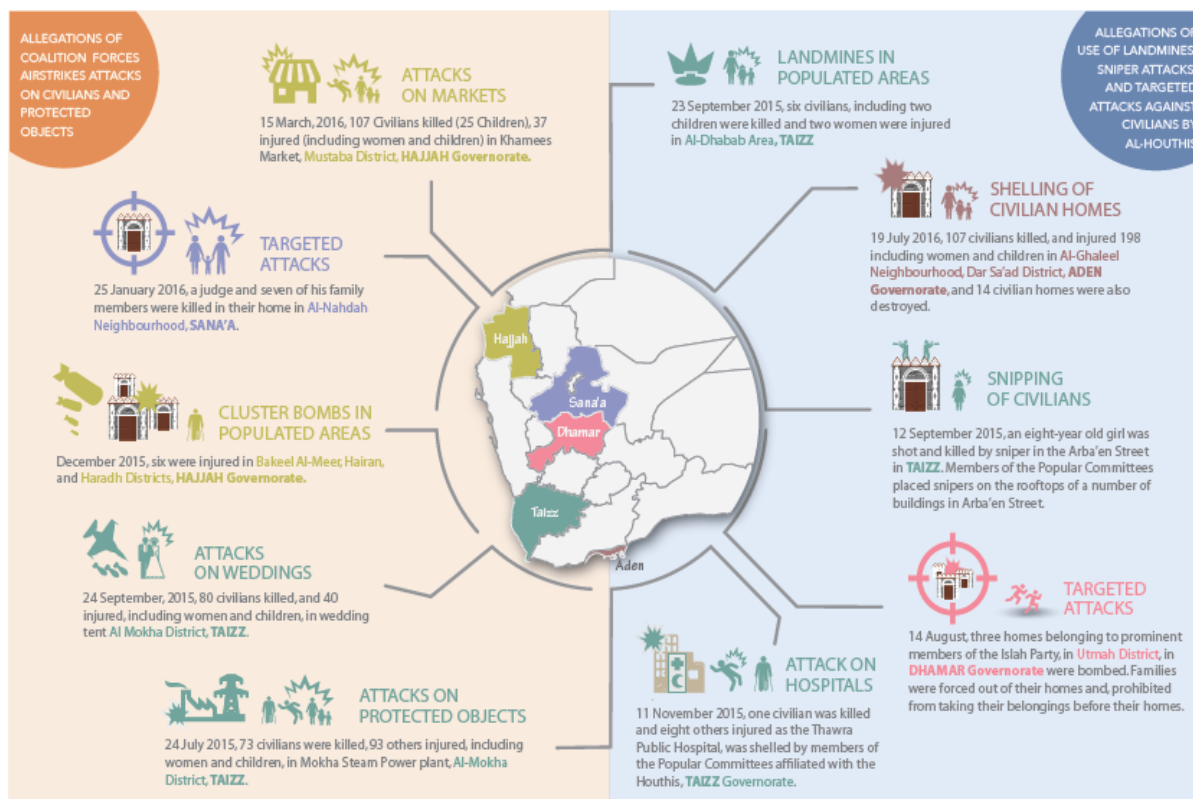 ALLEGATIONS OF
COALITION FORCES
AIRSTRIKES ATTACKS
ON CIVILIANS AND
PROTECTED
OBJECTS
ATTACKS
ON MARKETS
15 March, 2016, 107 Civilians killed (25 Children), 37
injured (including women and children) in Khamees
Market, Mustaba District, HAJJAH Governorate.
TARGETED
ATTACKS
25 January 2016, a judge and seven of his family
members were killed in their home in Al-Nahdah
Neighbourhood, SANA'A.
CLUSTER BOMBS IN
POPULATED AREAS
December 2015, six were injured in Bakeel Al-Meer, Hairan,
and Haradh Districts, HAJJAH Governorate.
ATTACKS
ON WEDDINGS
24 September, 2015, 80 civilians killed, and 40
injured, including women and children, in wedding
tent Al Mokha District, TAIZZ.
ATTACKS ON
PROTECTED OBJECTS
24 July 2015, 73 civilians were killed, 93 others injured, including
women and children, in Mokha Steam Power plant, Al-Mokha
District, TAIZZ.
Hajjah
Sana'a
Dhamar
Taizz
Aden
ALLEGATIONS OF
USE OF LANDMINES,
SNIPER ATTACKS
AND TARGETED
ATTACKS AGAINST
CIVILIANS BY
AL-HOUTHIS
LANDMINES IN
POPULATED AREAS
23 September 2015, six civilians, including two
children were killed and two women were injured
in Al-Dhabab Area, TAIZZ
SHELLING OF
CIVILIAN HOMES
19 July 2016, 107 civilians killed, and injured 198
including women and children in Al-Ghaleel
Neighbourhood, Dar Sa'ad District, ADEN
Governorate, and 14 civilian homes were also
destroyed.
SNIPPING
OF CIVILIANS
12 September 2015, an eight-year old girl was
shot and killed by sniper in the Arba'en Street
in TAIZZ. Members of the Popular Committees
placed snipers on the rooftops of a number of
buildings in Arba'en Street.
TARGETED
ATTACKS
14 August, three homes belonging to prominent
members of the Islah Party, in Utmah District, in
DHAMAR Governorate were bombed. Families
were forced out of their homes and, prohibited
from taking their belongings before their homes.
ATTACK ON
HOSPITALS
11 November 2015, one civilian was killed
and eight others injured as the Thawra
Public Hospital, was shelled by members of
the Popular Committees affiliated with the
Houthis, TAIZZ Governorate.